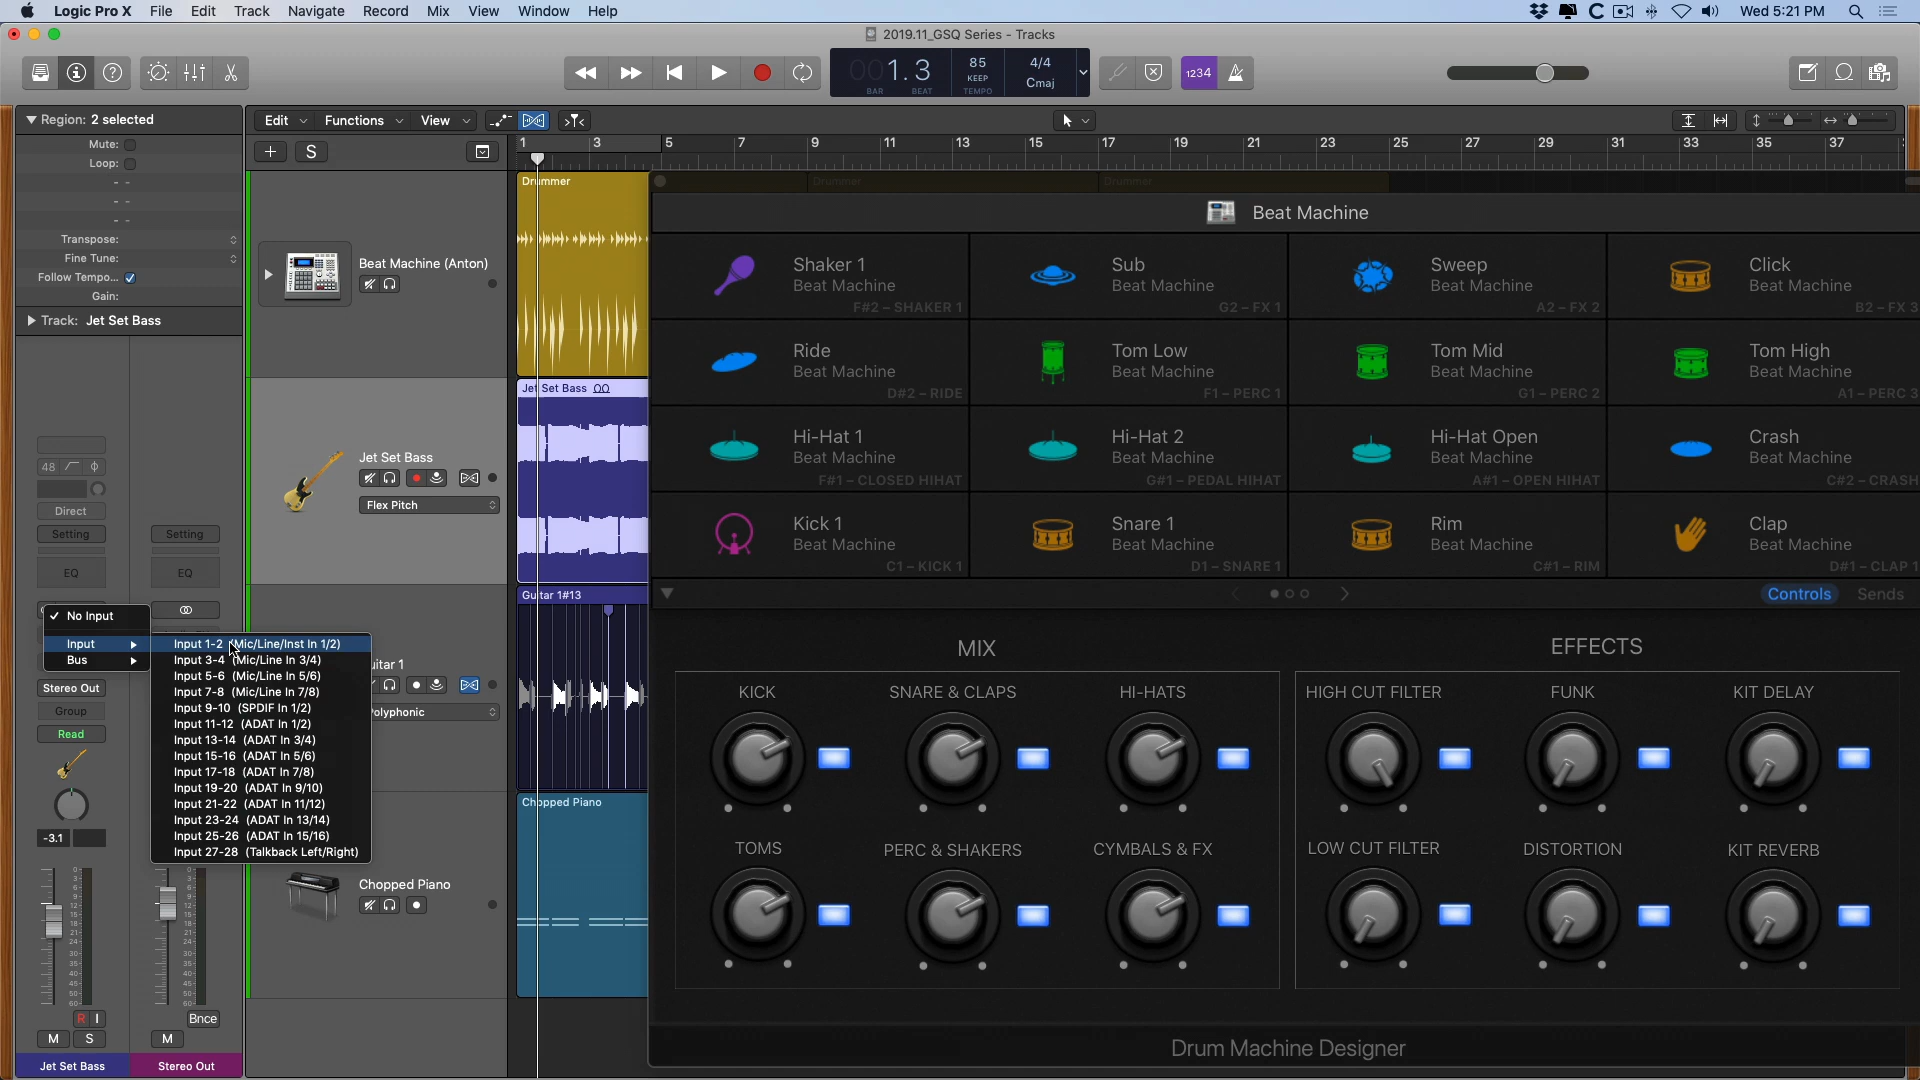 Logic Pro X File Edit Track Navigate Record Mix View Window Help
Wed 5:21 PM
2019.11_GSQ Series - Tracks
001.3
BAR BEAT
85
KEEP
TEMPO
4/4
Cmaj
1234
Region: 2 selected
Mute:
Loop:
Transpose:
Fine Tune:
Follow Tempo...
Gain:
Track: Jet Set Bass
Edit Functions View
S
1 3 5 7 9 11 13 15 17 19 21 23 25 27 29 31 33 35 37
48
Direct
Setting Setting
EQ EQ
No Input
Input
Bus
Input 1-2 (Mic/Line/Inst In 1/2)
Input 3-4 (Mic/Line In 3/4)
Input 5-6 (Mic/Line In 5/6)
Input 7-8 (Mic/Line In 7/8)
Input 9-10 (SPDIF In 1/2)
Input 11-12 (ADAT In 1/2)
Input 13-14 (ADAT In 3/4)
Input 15-16 (ADAT In 5/6)
Input 17-18 (ADAT In 7/8)
Input 19-20 (ADAT In 9/10)
Input 21-22 (ADAT In 11/12)
Input 23-24 (ADAT In 13/14)
Input 25-26 (ADAT In 15/16)
Input 27-28 (Talkback Left/Right)
Stereo Out
Group
Read
-3.1
R I
Bnce
M S M
Jet Set Bass Stereo Out
Beat Machine (Anton)
Jet Set Bass
Flex Pitch
uitar 1
olyphonic
Chopped Piano
Drummer
Drummer
Drummer
Jet Set Bass
Guitar 1#13
Chopped Piano
Beat Machine
Shaker 1
Beat Machine
F#2 – SHAKER 1
Sub
Beat Machine
G2 – FX 1
Sweep
Beat Machine
A2 – FX 2
Click
Beat Machine
B2 – FX 3
Ride
Beat Machine
D#2 – RIDE
Tom Low
Beat Machine
F1 – PERC 1
Tom Mid
Beat Machine
G1 – PERC 2
Tom High
Beat Machine
A1 – PERC 3
Hi-Hat 1
Beat Machine
F#1 – CLOSED HIHAT
Hi-Hat 2
Beat Machine
G#1 – PEDAL HIHAT
Hi-Hat Open
Beat Machine
A#1 – OPEN HIHAT
Crash
Beat Machine
C#2 – CRASH
Kick 1
Beat Machine
C1 – KICK 1
Snare 1
Beat Machine
D1 – SNARE 1
Rim
Beat Machine
C#1 – RIM
Clap
Beat Machine
D#1 – CLAP 1
Controls Sends
MIX
KICK SNARE & CLAPS HI-HATS
TOMS PERC & SHAKERS CYMBALS & FX
EFFECTS
HIGH CUT FILTER FUNK KIT DELAY
LOW CUT FILTER DISTORTION KIT REVERB
Drum Machine Designer